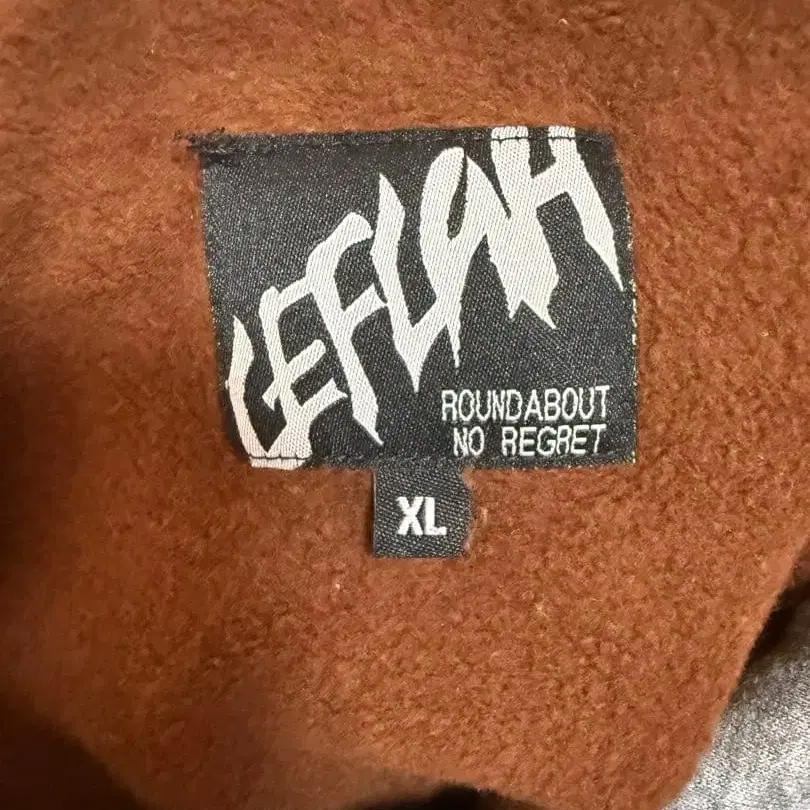 LEFLAH
ROUNDABOUT
NO REGRET
XL